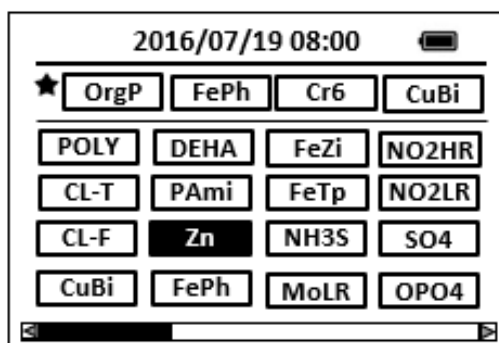 2016/07/19 08:00
OrgP FePh Cr6 CuBi
POLY DEHA FeZi NO2HR
CL-T PAmi FeTp NO2LR
CL-F Zn NH3S SO4
CuBi FePh MoLR OPO4